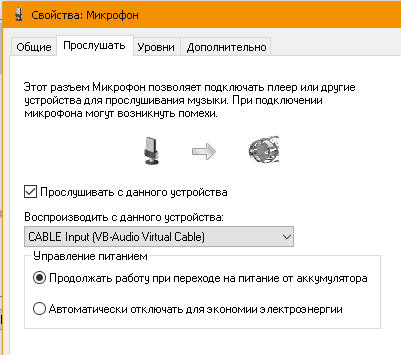 Свойства: Микрофон
Общие Прослушать Уровни Дополнительно
Этот разъем Микрофон позволяет подключать плеер или другие
устройства для прослушивания музыки. При подключении
микрофона могут возникнуть помехи.
Прослушивать с данного устройства
Воспроизводить с данного устройства:
CABLE Input (VB-Audio Virtual Cable)
Управление питанием
Продолжать работу при переходе на питание от аккумулятора
Автоматически отключать для экономии электроэнергии